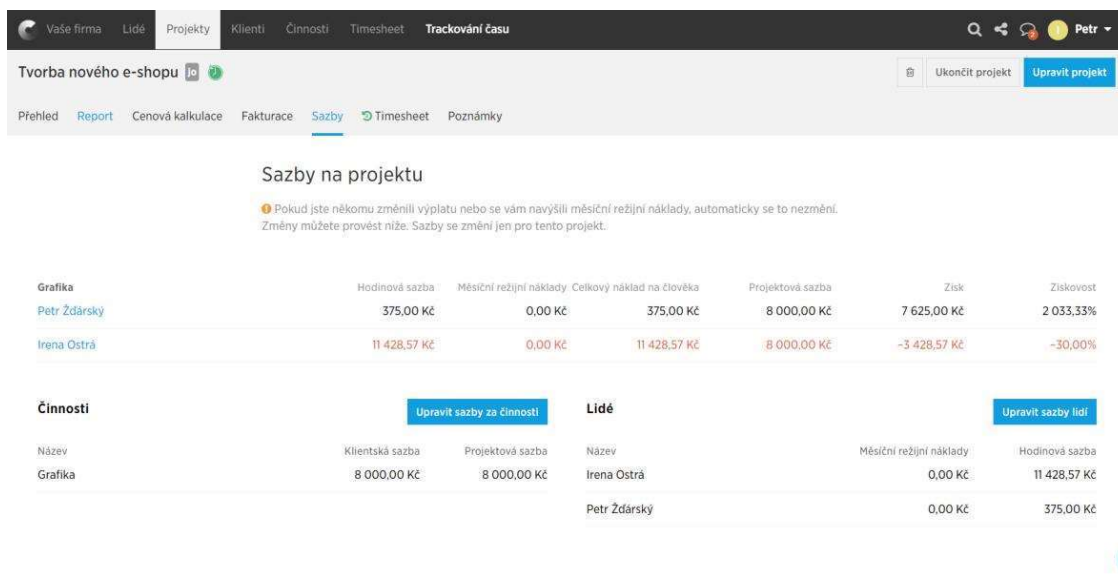 Vaše firma Lidé Projekty Klienti Činnosti Timesheet Trackování času Petr
Tvorba nového e-shopu Jo Ukončit projekt Upravit projekt
Přehled Report Cenová kalkulace Fakturace Sazby Timesheet Poznámky
Sazby na projektu
Pokud jste někomu změnili výplatu nebo se vám navýšili měsíční režijní náklady, automaticky se to nezmění.
Změny můžete provést níže. Sazby se změní jen pro tento projekt.
Grafika Hodinová sazba Měsíční režijní náklady Celkový náklad na člověka Projektová sazba Zisk Ziskovost
Petr Žďárský 375,00 Kč 0,00 Kč 375,00 Kč 8 000,00 Kč 7 625,00 Kč 2 033,33%
Irena Ostrá 11 428,57 Kč 0,00 Kč 11 428,57 Kč 8 000,00 Kč -3 428,57 Kč -30,00%
Činnosti Upravit sazby za činnosti
Název Klientská sazba Projektová sazba
Grafika 8 000,00 Kč 8 000,00 Kč
Lidé Upravit sazby lidí
Název Měsíční režijní náklady Hodinová sazba
Irena Ostrá 0,00 Kč 11 428,57 Kč
Petr Žďárský 0,00 Kč 375,00 Kč